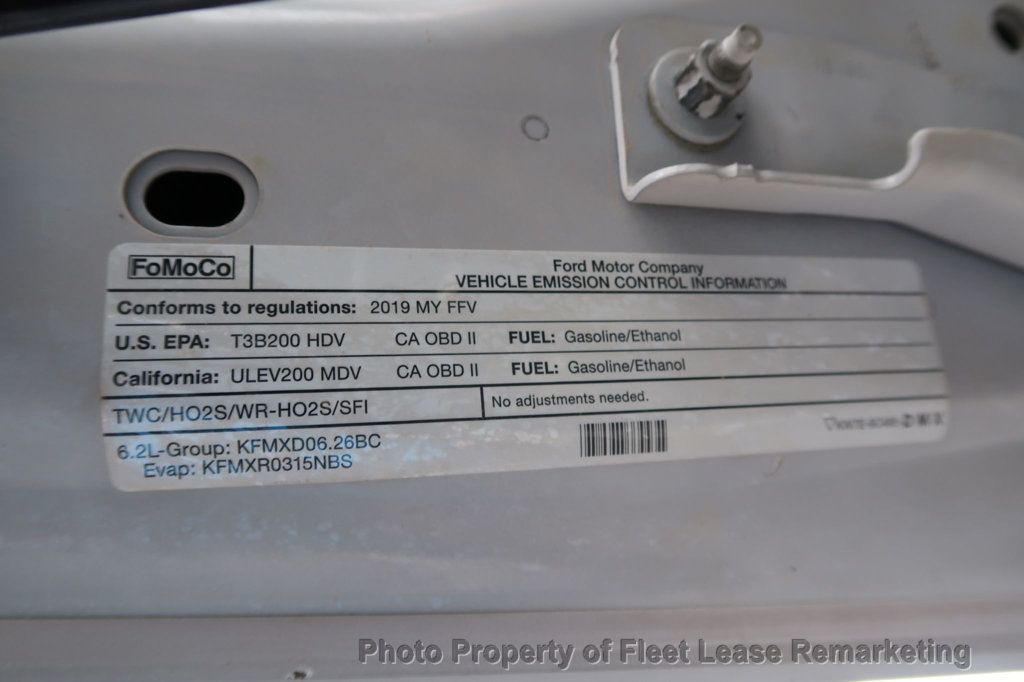 FoMoCo
Ford Motor Company
VEHICLE EMISSION CONTROL INFORMATION
Conforms to regulations: 2019 MY FFV
U.S. EPA: T3B200 HDV CA OBD II FUEL: Gasoline/Ethanol
California: ULEV200 MDV CA OBD II FUEL: Gasoline/Ethanol
TWC/HO2S/WR-HO2S/SFI No adjustments needed.
6.2L-Group: KFMXD06.26BC
Evap: KFMXR0315NBS
Photo Property of Fleet Lease Remarketing